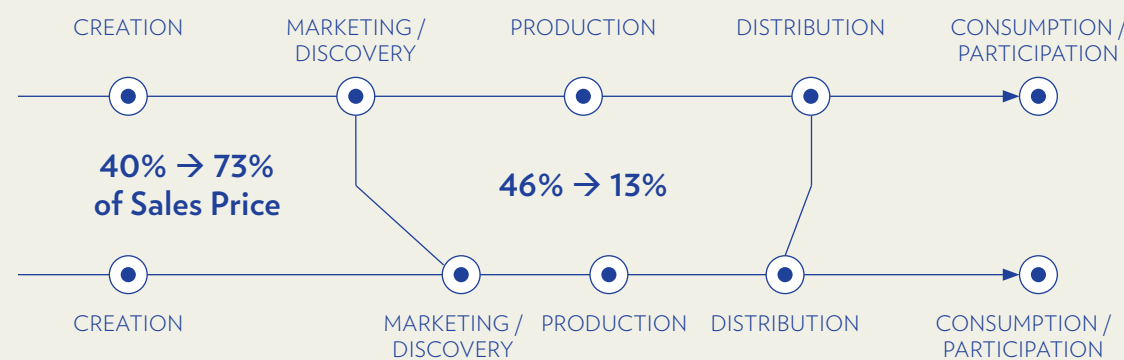 CREATION
MARKETING /
DISCOVERY
PRODUCTION
DISTRIBUTION
CONSUMPTION /
PARTICIPATION
40% → 73%
of Sales Price
46% → 13%
CREATION
MARKETING /
DISCOVERY
PRODUCTION
DISTRIBUTION
CONSUMPTION /
PARTICIPATION